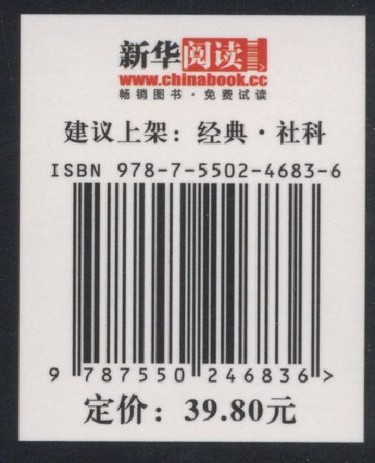 新华阅读
www.chinabook.cc
畅销图书·免费试读
建议上架：经典·社科
ISBN 978-7-5502-4683-6
9 787550 246836 >
定价：39.80元